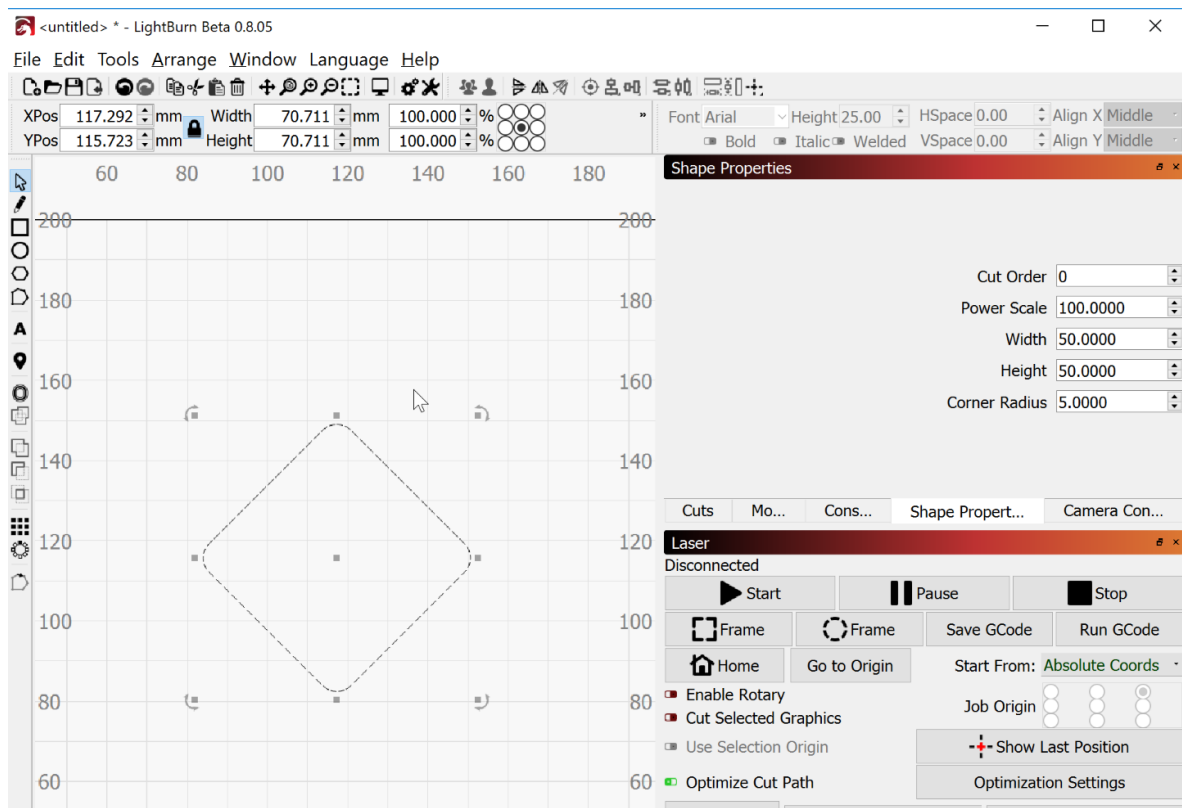 <untitled> * - LightBurn Beta 0.8.05
File Edit Tools Arrange Window Language Help
XPos 117.292 mm Width 70.711 mm 100.000 % »
YPos 115.723 mm Height 70.711 mm 100.000 %
Font Arial Height 25.00 HSpace 0.00 Align X Middle
Bold Italic Welded VSpace 0.00 Align Y Middle
60 80 100 120 140 160 180
200 200
180 180
160 160
140 140
120 120
100 100
80 80
60 60
A
Shape Properties
Cut Order 0
Power Scale 100.0000
Width 50.0000
Height 50.0000
Corner Radius 5.0000
Cuts Mo... Cons... Shape Propert... Camera Con...
Laser
Disconnected
Start Pause Stop
Frame Frame Save GCode Run GCode
Home Go to Origin Start From: Absolute Coords
Enable Rotary
Cut Selected Graphics
Job Origin
Use Selection Origin Show Last Position
Optimize Cut Path Optimization Settings